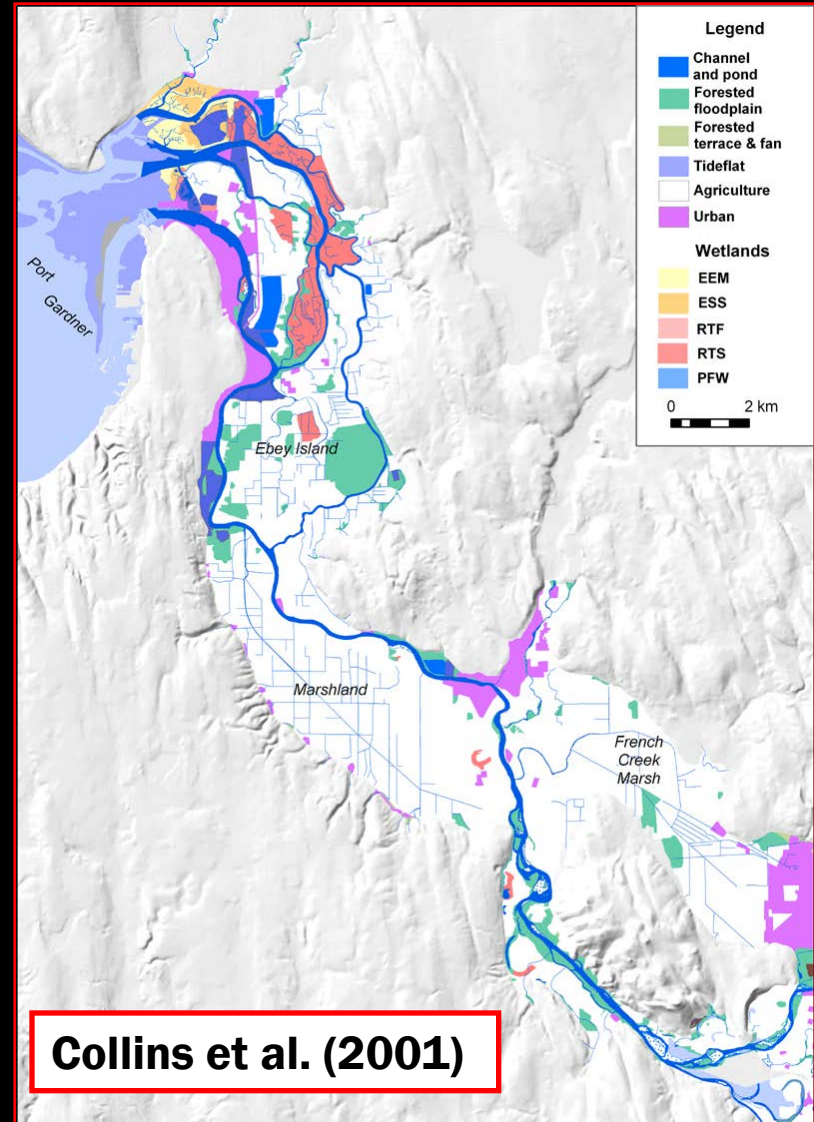 Legend
Channel
and pond
Forested
floodplain
Forested
terrace & fan
Tideflat
Agriculture
Urban
Wetlands
EEM
ESS
RTF
RTS
PFW
0 2 km
Port
Gardner
Ebey Island
Marshland
French
Creek
Marsh
Collins et al. (2001)